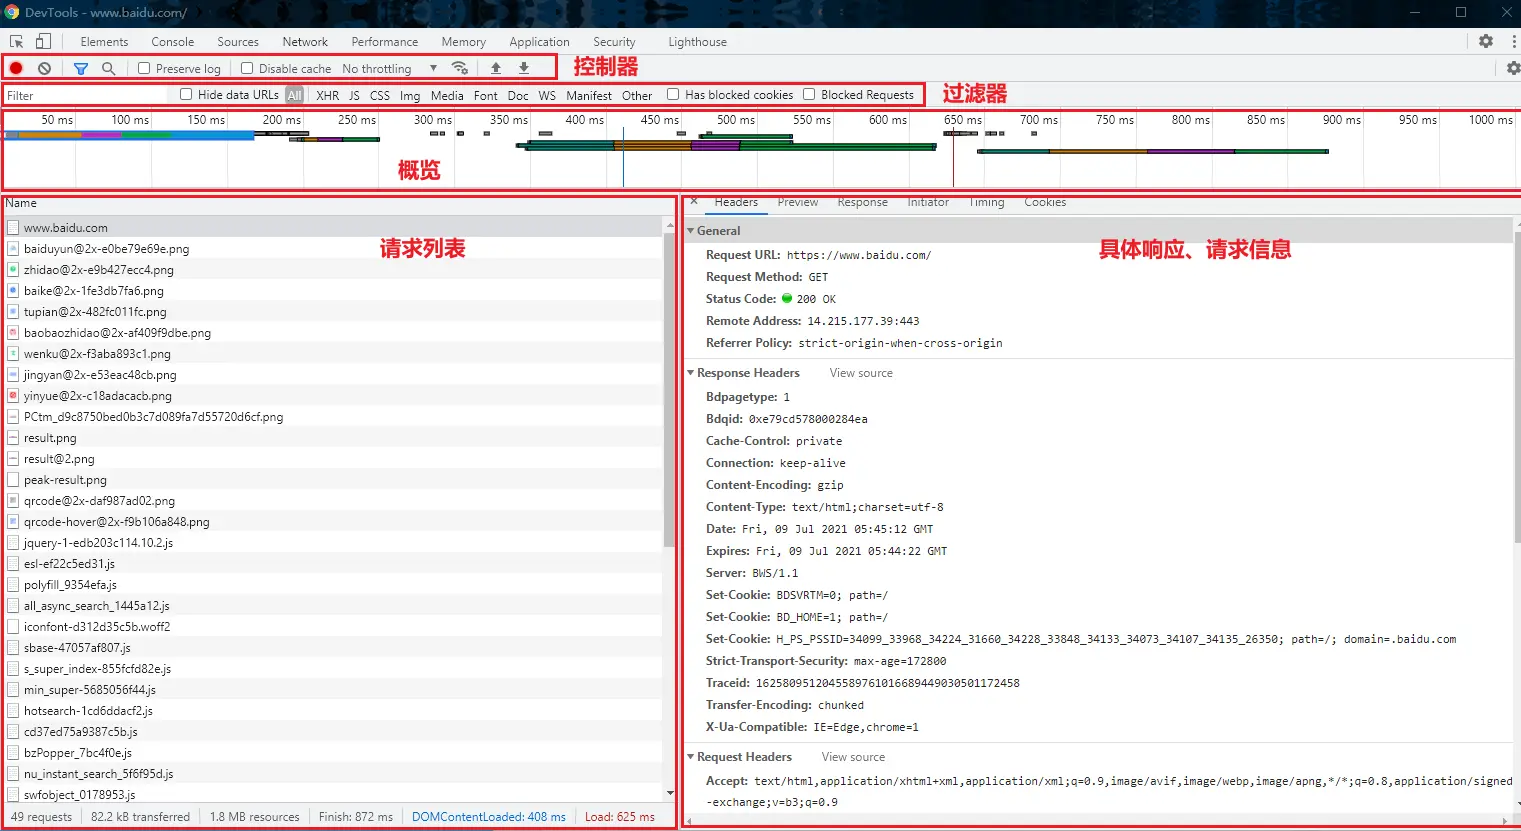 DevTools - www.baidu.com/
Elements Console Sources Network Performance Memory Application Security Lighthouse
Preserve log Disable cache No throttling 控制器
Filter Hide data URLs All XHR JS CSS Img Media Font Doc WS Manifest Other Has blocked cookies Blocked Requests 过滤器
50 ms 100 ms 150 ms 200 ms 250 ms 300 ms 350 ms 400 ms 450 ms 500 ms 550 ms 600 ms 650 ms 700 ms 750 ms 800 ms 850 ms 900 ms 950 ms 1000 ms
概览
Name
www.baidu.com
baiduyun@2x-e0be79e69e.png
请求列表
zhidao@2x-e9b427ecc4.png
baike@2x-1fe3db7fa6.png
tupian@2x-482fc011fc.png
baobaozhidao@2x-af409f9dbe.png
wenku@2x-f3aba893c1.png
jingyan@2x-e53eac48cb.png
yinyue@2x-c18adacacb.png
PCtm_d9c8750bed0b3c7d089fa7d55720d6cf.png
result.png
result@2.png
peak-result.png
qrcode@2x-daf987ad02.png
qrcode-hover@2x-f9b106a848.png
jquery-1-edb203c114.10.2.js
esl-ef22c5ed31.js
polyfill_9354efa.js
all_async_search_1445a12.js
iconfont-d312d35c5b.woff2
sbase-47057af807.js
s_super_index-855fcfd82e.js
min_super-5685056f44.js
hotsearch-1cd6ddacf2.js
cd37ed75a9387c5b.js
bzPopper_7bc4f0e.js
nu_instant_search_5f6f95d.js
swfobject_0178953.js
49 requests 82.2 kB transferred 1.8 MB resources Finish: 872 ms DOMContentLoaded: 408 ms Load: 625 ms
Headers Preview Response Initiator Timing Cookies
General
具体响应、请求信息
Request URL: https://www.baidu.com/
Request Method: GET
Status Code: 200 OK
Remote Address: 14.215.177.39:443
Referrer Policy: strict-origin-when-cross-origin
Response Headers View source
Bdpagetype: 1
Bdqid: 0xe79cd578000284ea
Cache-Control: private
Connection: keep-alive
Content-Encoding: gzip
Content-Type: text/html;charset=utf-8
Date: Fri, 09 Jul 2021 05:45:12 GMT
Expires: Fri, 09 Jul 2021 05:44:22 GMT
Server: BWS/1.1
Set-Cookie: BDSVRTM=0; path=/
Set-Cookie: BD_HOME=1; path=/
Set-Cookie: H_PS_PSSID=34099_33968_34224_31660_34228_33848_34133_34073_34107_34135_26350; path=/; domain=.baidu.com
Strict-Transport-Security: max-age=172800
Traceid: 1625809512045589761016689449030501172458
Transfer-Encoding: chunked
X-Ua-Compatible: IE=Edge,chrome=1
Request Headers View source
Accept: text/html,application/xhtml+xml,application/xml;q=0.9,image/avif,image/webp,image/apng,*/*;q=0.8,application/signed
-exchange;v=b3;q=0.9